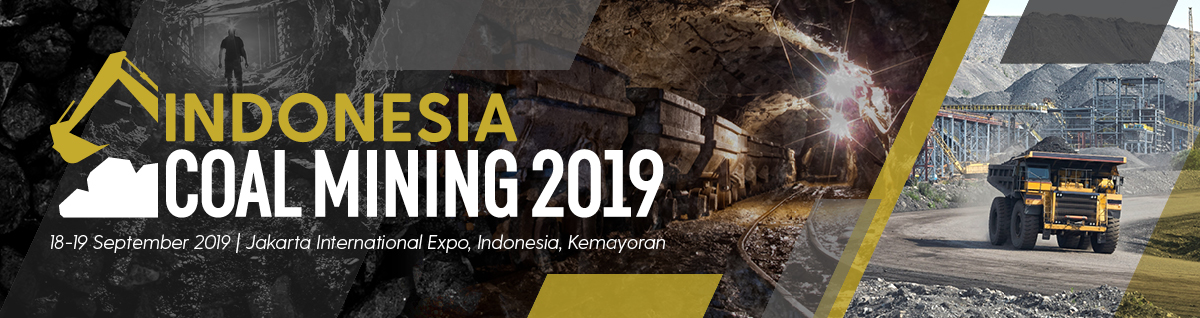 INDONESIA
COAL MINING 2019
18-19 September 2019 | Jakarta International Expo, Indonesia, Kemayoran